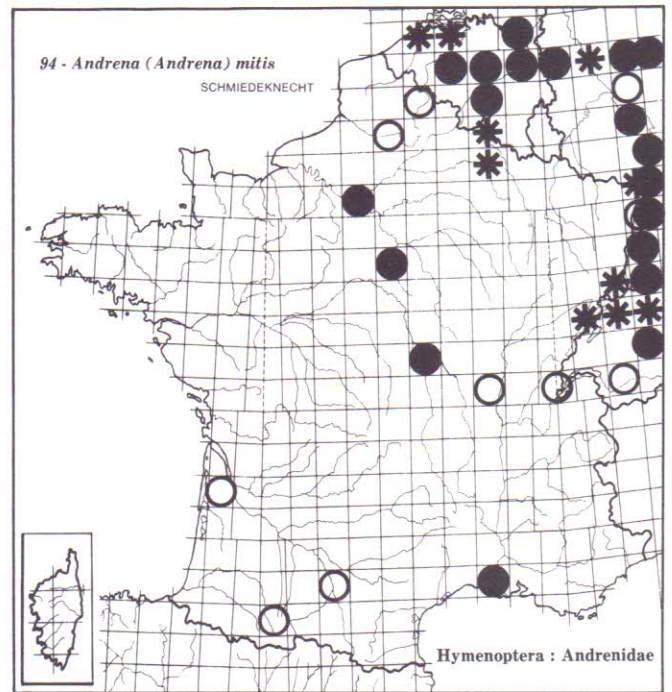 94 - Andrena (Andrena) mitis
SCHMIEDEKNECHT
Hymenoptera : Andrenidae